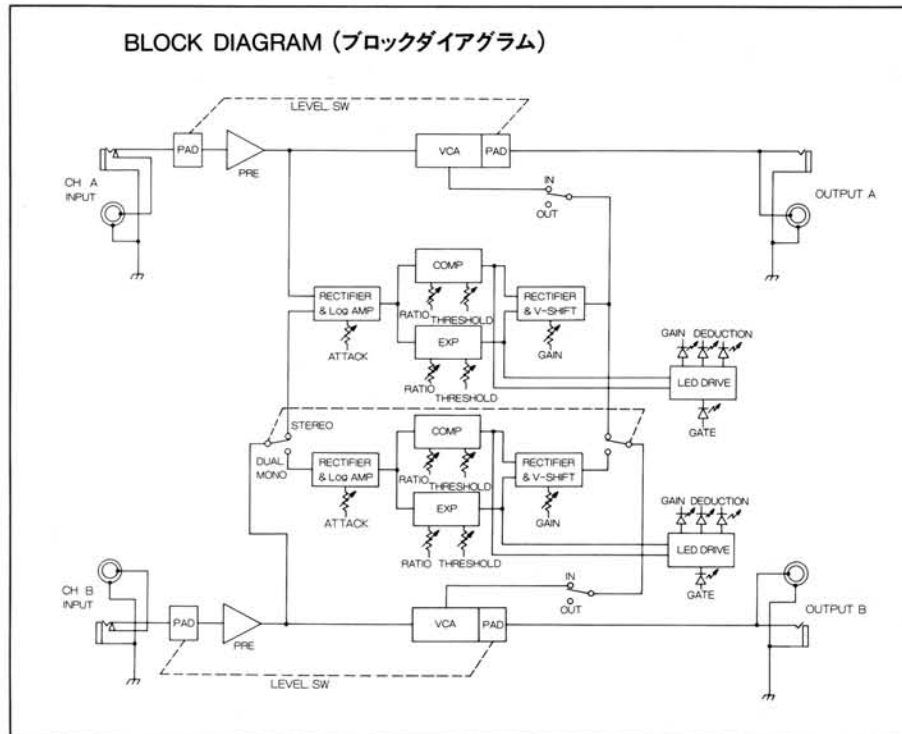 BLOCK DIAGRAM (ブロックダイアグラム)
LEVEL SW
PAD
PRE
VCA
PAD
CH A
INPUT
IN
OUT
OUTPUT A
COMP
RECTIFIER
& Log AMP
RATIO
THRESHOLD
RECTIFIER
& V-SHIFT
ATTACK
EXP
GAIN
RATIO
THRESHOLD
GAIN DEDUCTION
LED DRIVE
GATE
STEREO
DUAL
MONO
COMP
RECTIFIER
& Log AMP
RATIO
THRESHOLD
RECTIFIER
& V-SHIFT
ATTACK
EXP
GAIN
RATIO
THRESHOLD
GAIN DEDUCTION
LED DRIVE
GATE
CH B
INPUT
PAD
PRE
VCA
PAD
IN
OUT
OUTPUT B
LEVEL SW